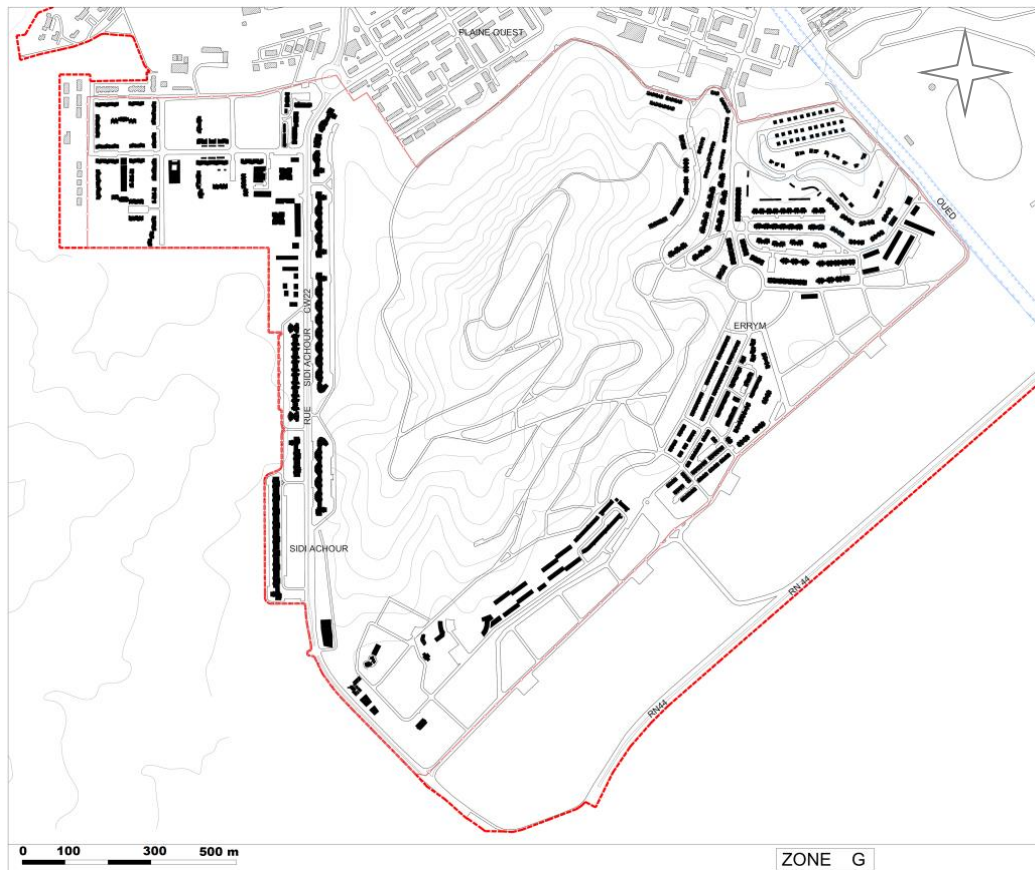 PLAINE OUEST
OUED
ERRYM
RUE SIDI ACHOUR CW22
SIDI ACHOUR
RN 44
RN44
0 100 300 500 m
ZONE G